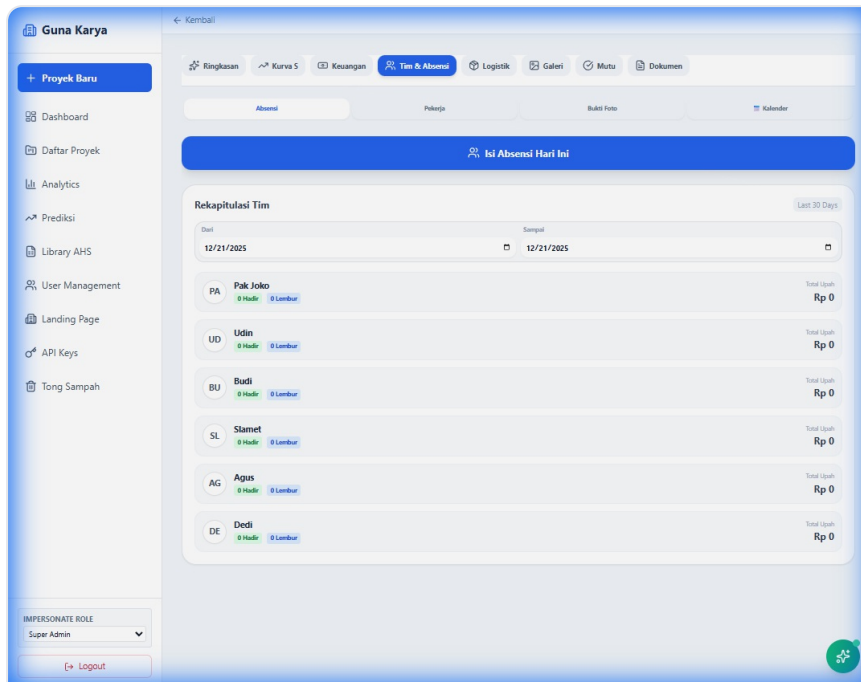 Guna Karya
+ Proyek Baru
Dashboard
Daftar Proyek
Analytics
Prediksi
Library AHS
User Management
Landing Page
API Keys
Tong Sampah
IMPERSONATE ROLE
Super Admin
Logout
← Kembali
Ringkasan
Kurva S
Keuangan
Tim & Absensi
Logistik
Galeri
Mutu
Dokumen
Absensi
Pekerja
Bukti Foto
Kalender
Isi Absensi Hari Ini
Rekapitulasi Tim
Last 30 Days
Dari
12/21/2025
Sampai
12/21/2025
PA
Pak Joko
0 Hadir 0 Lembur
Total Upah
Rp 0
UD
Udin
0 Hadir 0 Lembur
Total Upah
Rp 0
BU
Budi
0 Hadir 0 Lembur
Total Upah
Rp 0
SL
Slamet
0 Hadir 0 Lembur
Total Upah
Rp 0
AG
Agus
0 Hadir 0 Lembur
Total Upah
Rp 0
DE
Dedi
0 Hadir 0 Lembur
Total Upah
Rp 0